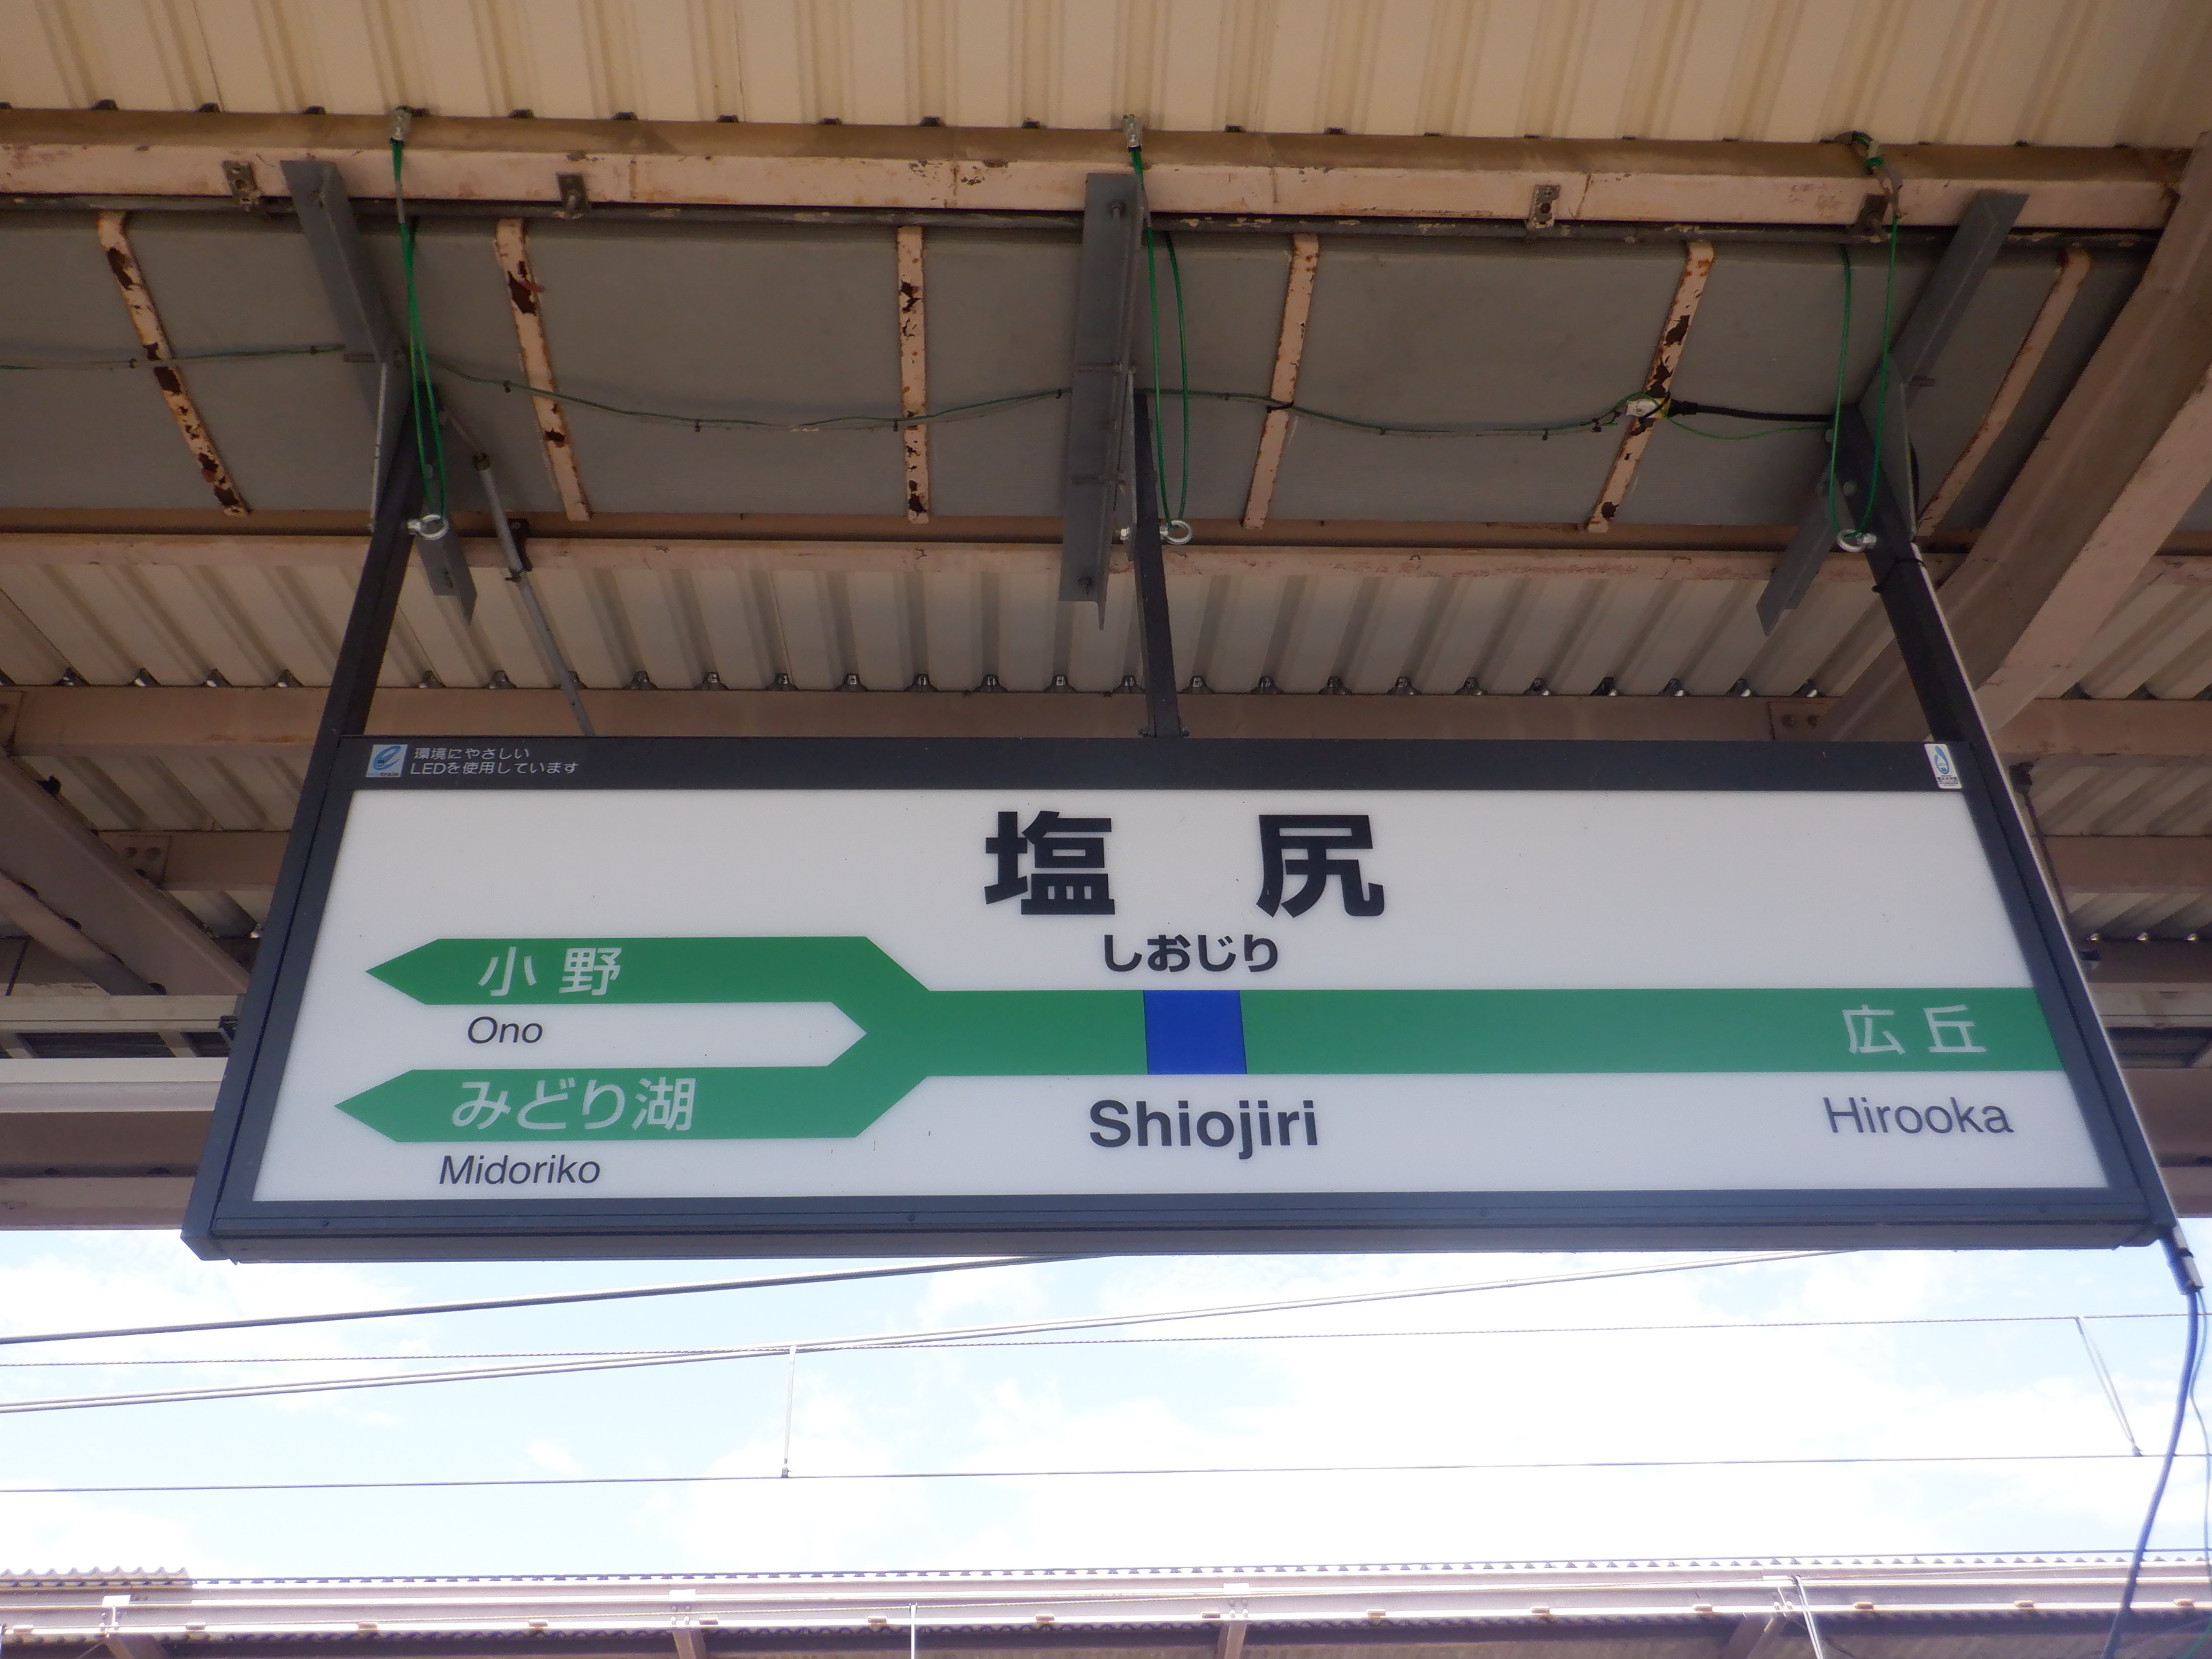 環境にやさしい
LEDを使用しています
塩尻
しおじり
小野
Ono
みどり湖
Midoriko
Shiojiri
広丘
Hirooka